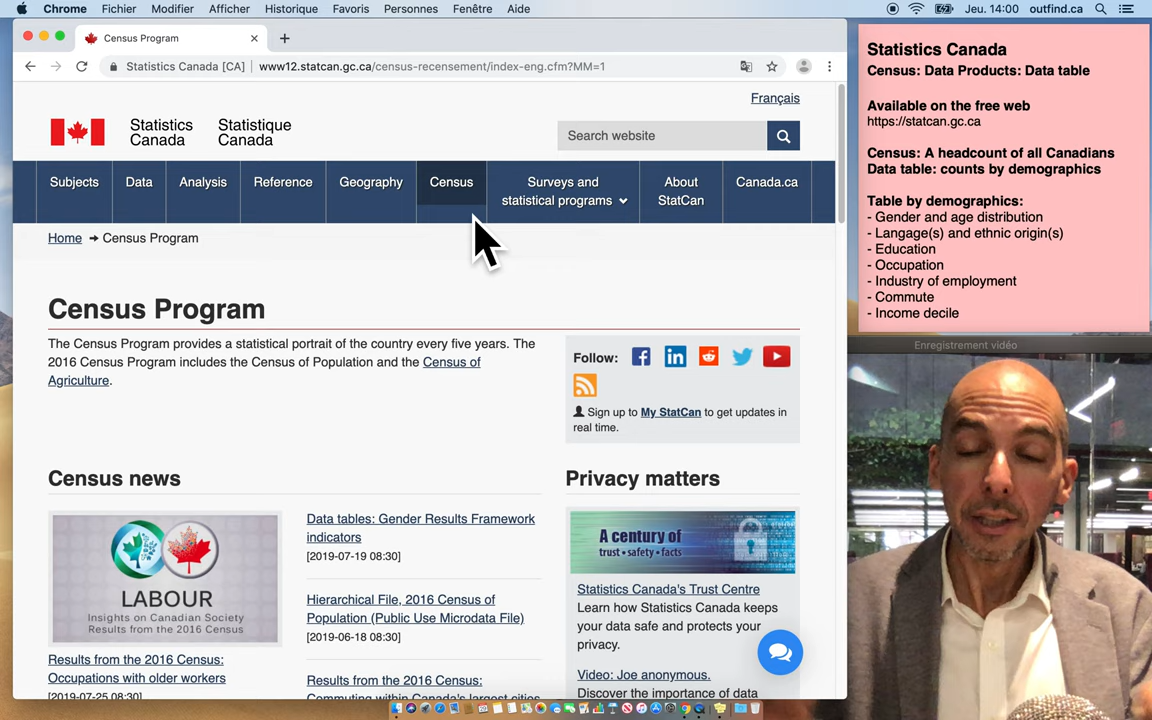 Chrome Fichier Modifier Afficher Historique Favoris Personnes Fenêtre Aide Jeu. 14:00 outfind.ca
Census Program
Statistics Canada [CA] www12.statcan.gc.ca/census-recensement/index-eng.cfm?MM=1
Français
Statistics Canada
Statistique Canada
Search website
Subjects Data Analysis Reference Geography Census Surveys and statistical programs About StatCan Canada.ca
Home → Census Program
Census Program
The Census Program provides a statistical portrait of the country every five years. The
2016 Census Program includes the Census of Population and the Census of
Agriculture.
Follow:
Sign up to My StatCan to get updates in
real time.
Census news
LABOUR
Insights on Canadian Society
Results from the 2016 Census
Results from the 2016 Census:
Occupations with older workers
[2019-07-25 08:30]
Data tables: Gender Results Framework
indicators
[2019-07-19 08:30]
Hierarchical File, 2016 Census of
Population (Public Use Microdata File)
[2019-06-18 08:30]
Results from the 2016 Census:
Commuting within Canada's largest cities
Privacy matters
A century of
trust • safety • facts
Statistics Canada's Trust Centre
Learn how Statistics Canada keeps
your data safe and protects your
privacy.
Video: Joe anonymous.
Discover the importance of data
Statistics Canada
Census: Data Products: Data table
Available on the free web
https://statcan.gc.ca
Census: A headcount of all Canadians
Data table: counts by demographics
Table by demographics:
- Gender and age distribution
- Langage(s) and ethnic origin(s)
- Education
- Occupation
- Industry of employment
- Commute
- Income decile
Enregistrement vidéo